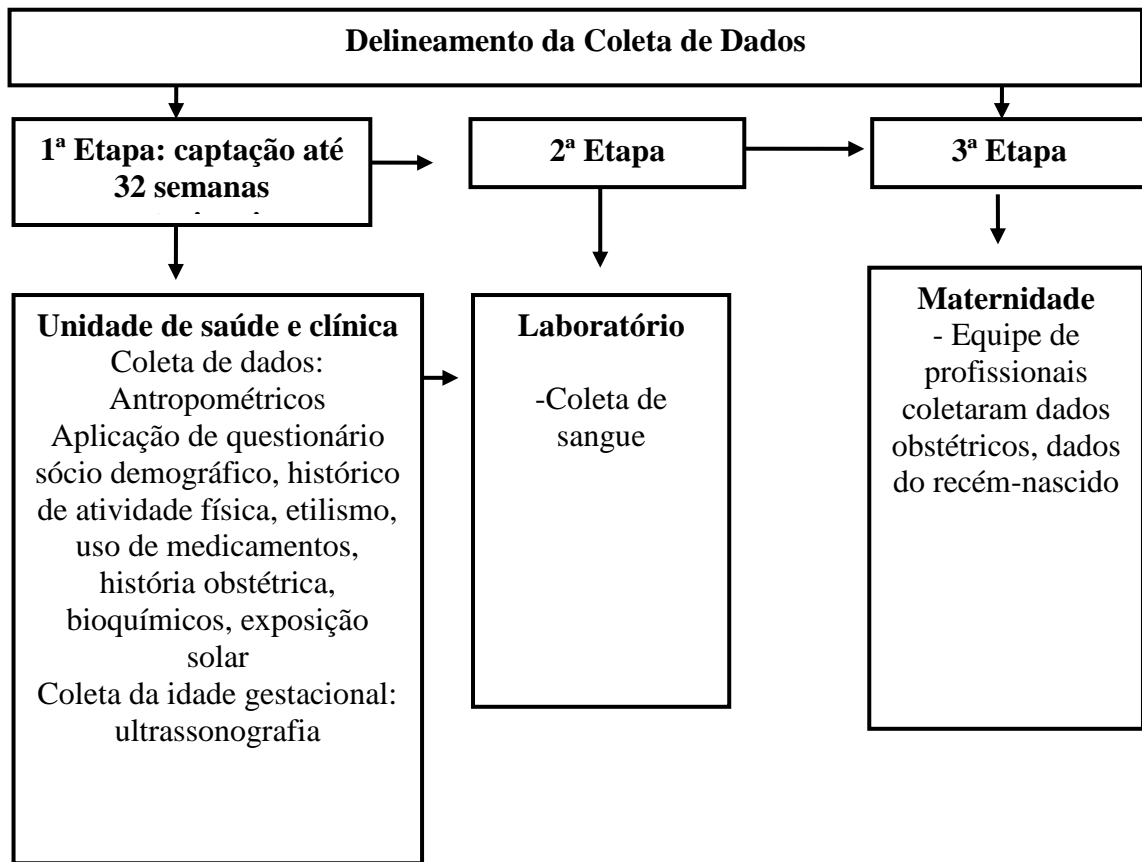 Delineamento da Coleta de Dados
1ª Etapa: captação até
32 semanas
2ª Etapa
3ª Etapa
Unidade de saúde e clínica
Coleta de dados:
Antropométricos
Aplicação de questionário
sócio demográfico, histórico
de atividade física, etilismo,
uso de medicamentos,
história obstétrica,
bioquímicos, exposição
solar
Coleta da idade gestacional:
ultrassonografia
Laboratório
-Coleta de
sangue
Maternidade
- Equipe de
profissionais
coletaram dados
obstétricos, dados
do recém-nascido